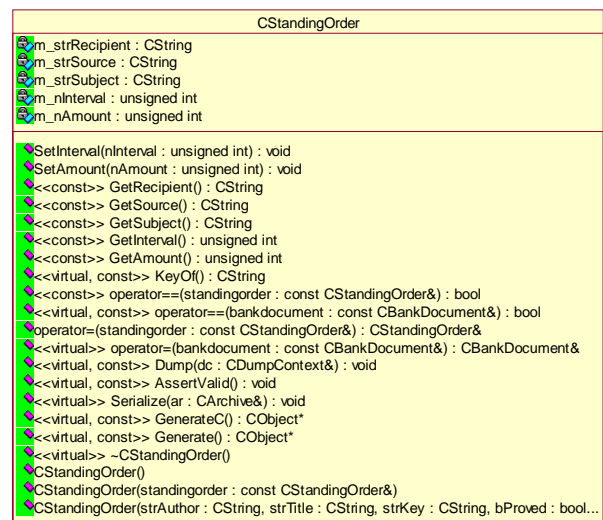 CStandingOrder
m_strRecipient : CString
m_strSource : CString
m_strSubject : CString
m_nInterval : unsigned int
m_nAmount : unsigned int
SetInterval(nInterval : unsigned int) : void
SetAmount(nAmount : unsigned int) : void
<<const>> GetRecipient() : CString
<<const>> GetSource() : CString
<<const>> GetSubject() : CString
<<const>> GetInterval() : unsigned int
<<const>> GetAmount() : unsigned int
<<virtual, const>> KeyOf() : CString
<<const>> operator==(standingorder : const CStandingOrder&) : bool
<<virtual, const>> operator==(bankdocument : const CBankDocument&) : bool
operator=(standingorder : const CStandingOrder&) : CStandingOrder&
<<virtual>> operator=(bankdocument : const CBankDocument&) : CBankDocument&
<<virtual, const>> Dump(dc : CDumpContext&) : void
<<virtual, const>> AssertValid() : void
<<virtual>> Serialize(ar : CArchive&) : void
<<virtual, const>> GenerateC() : CObject*
<<virtual, const>> Generate() : CObject*
<<virtual>> ~CStandingOrder()
CStandingOrder()
CStandingOrder(standingorder : const CStandingOrder&)
CStandingOrder(strAuthor : CString, strTitle : CString, strKey : CString, bProved : bool...